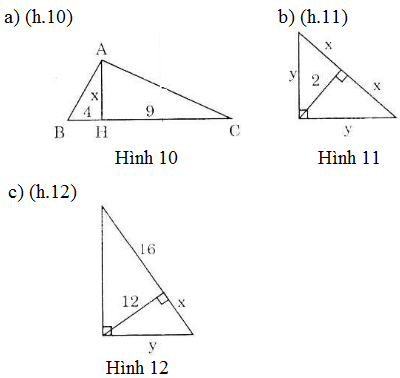 a) (h.10)
A
x
4
9
B
H
C
Hình 10
b) (h.11)
x
y
2
x
y
Hình 11
c) (h.12)
16
12
x
y
Hình 12